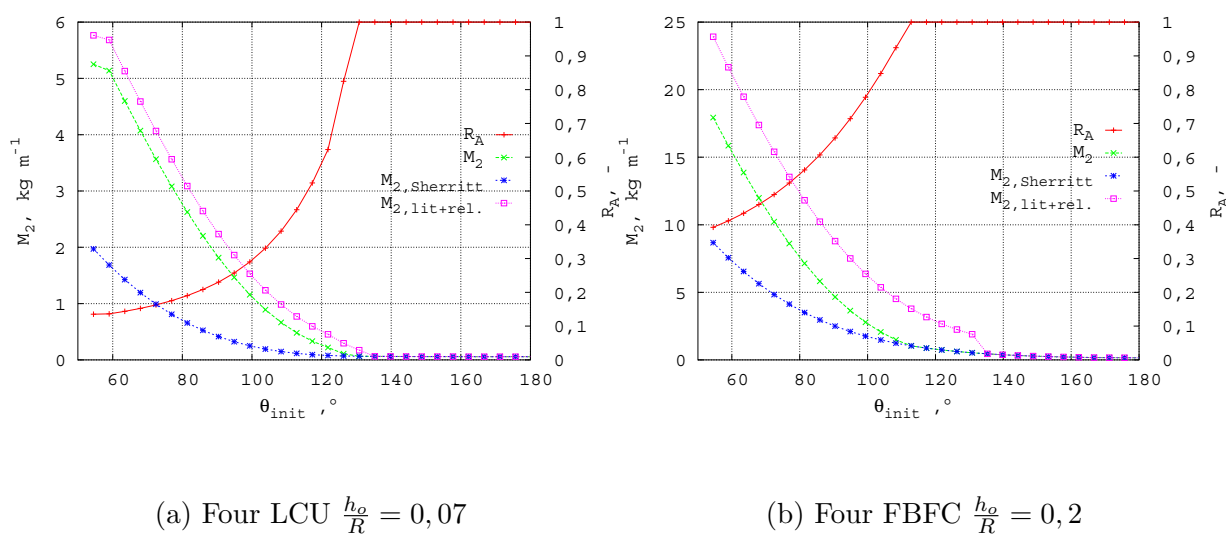 6
5
4
3
2
1
0
M2, kg m−1
1
0,9
0,8
0,7
0,6
0,5
0,4
0,3
0,2
0,1
0
RA, -
60 80 100 120 140 160 180
θinit ,°
RA
M2
M2,Sherritt
M2,lit+rel.
25
20
15
10
5
0
M2, kg m−1
1
0,9
0,8
0,7
0,6
0,5
0,4
0,3
0,2
0,1
0
RA, -
60 80 100 120 140 160 180
θinit ,°
RA
M2
M2,Sherritt
M2,lit+rel.
(a) Four LCU ho/R = 0, 07
(b) Four FBFC ho/R = 0, 2